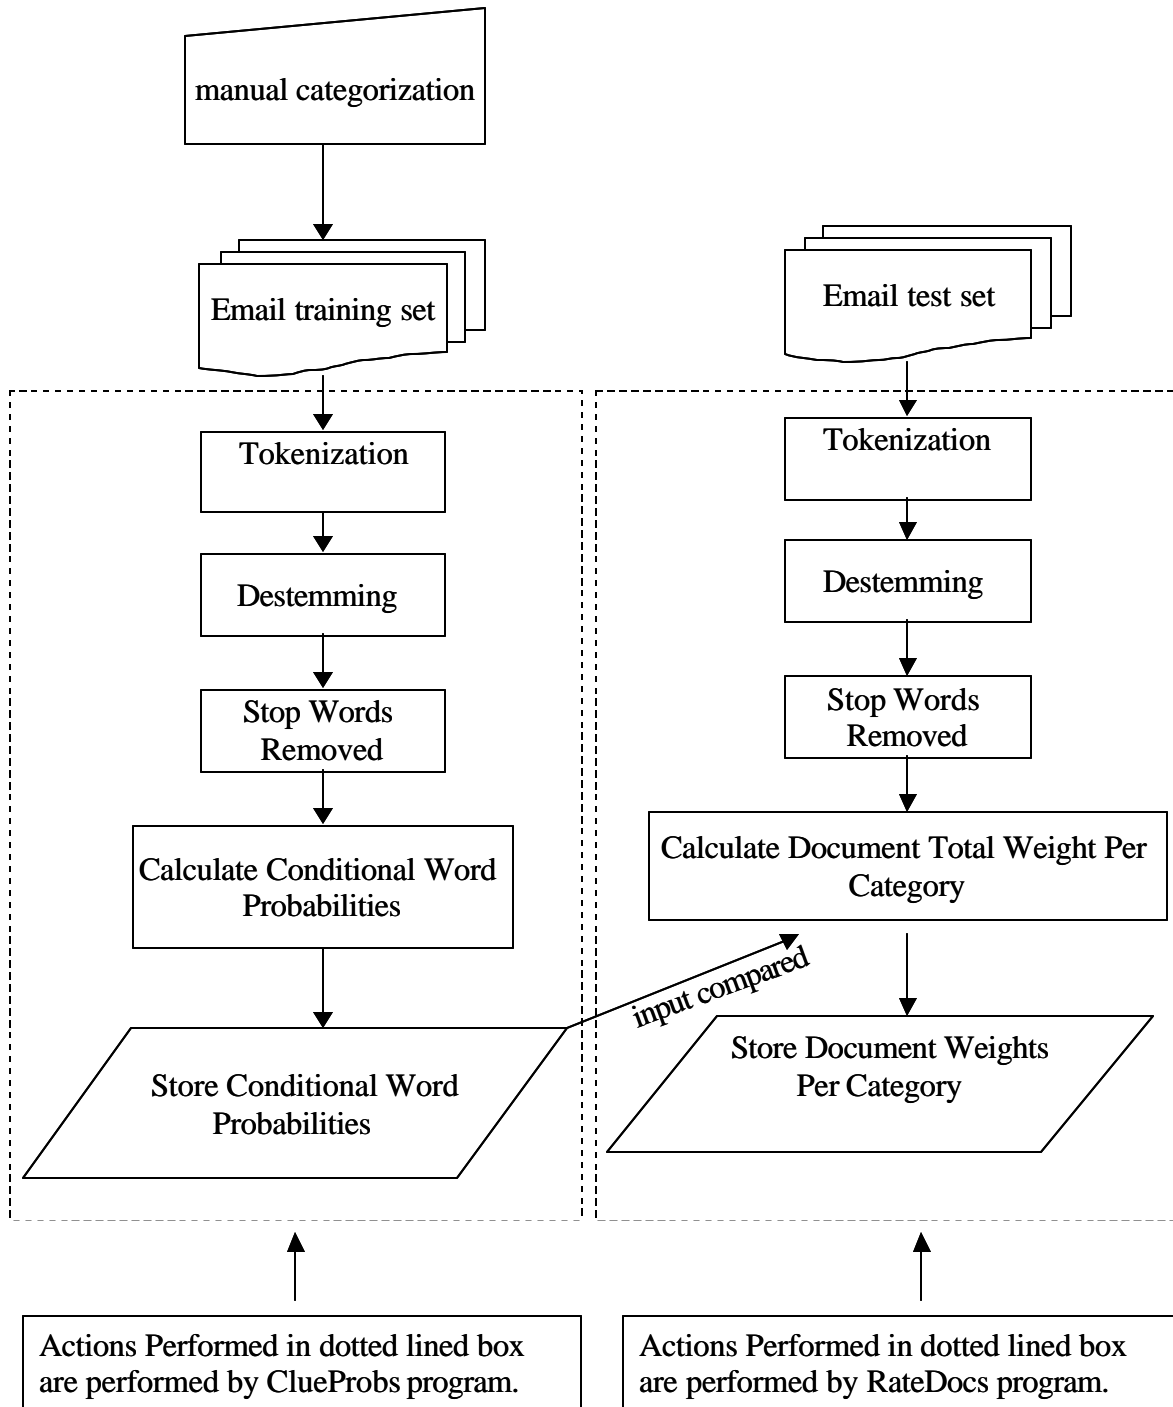 manual categorization
Email training set
Tokenization
Destemming
Stop Words
Removed
Calculate Conditional Word
Probabilities
Store Conditional Word
Probabilities
Actions Performed in dotted lined box
are performed by ClueProbs program.
input compared
Email test set
Tokenization
Destemming
Stop Words
Removed
Calculate Document Total Weight Per
Category
Store Document Weights
Per Category
Actions Performed in dotted lined box
are performed by RateDocs program.